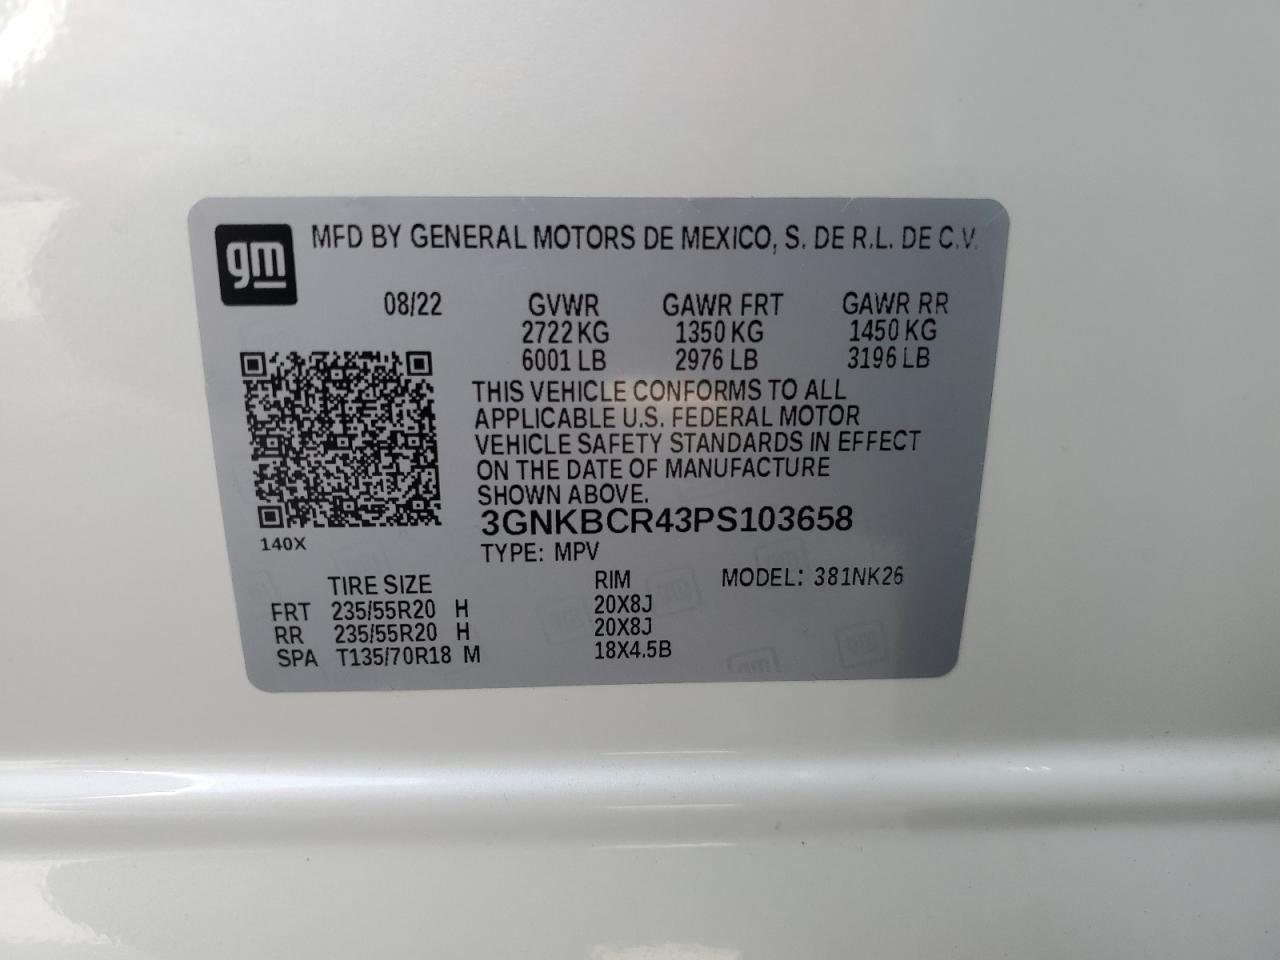 gm MFD BY GENERAL MOTORS DE MEXICO, S. DE R.L. DE C.V.
08/22 GVWR GAWR FRT GAWR RR
2722 KG 1350 KG 1450 KG
6001 LB 2976 LB 3196 LB
THIS VEHICLE CONFORMS TO ALL
APPLICABLE U.S. FEDERAL MOTOR
VEHICLE SAFETY STANDARDS IN EFFECT
ON THE DATE OF MANUFACTURE
SHOWN ABOVE.
3GNKBCR43PS103658
140X
TYPE: MPV
TIRE SIZE RIM MODEL: 381NK26
FRT 235/55R20 H 20X8J
RR 235/55R20 H 20X8J
SPA T135/70R18 M 18X4.5B